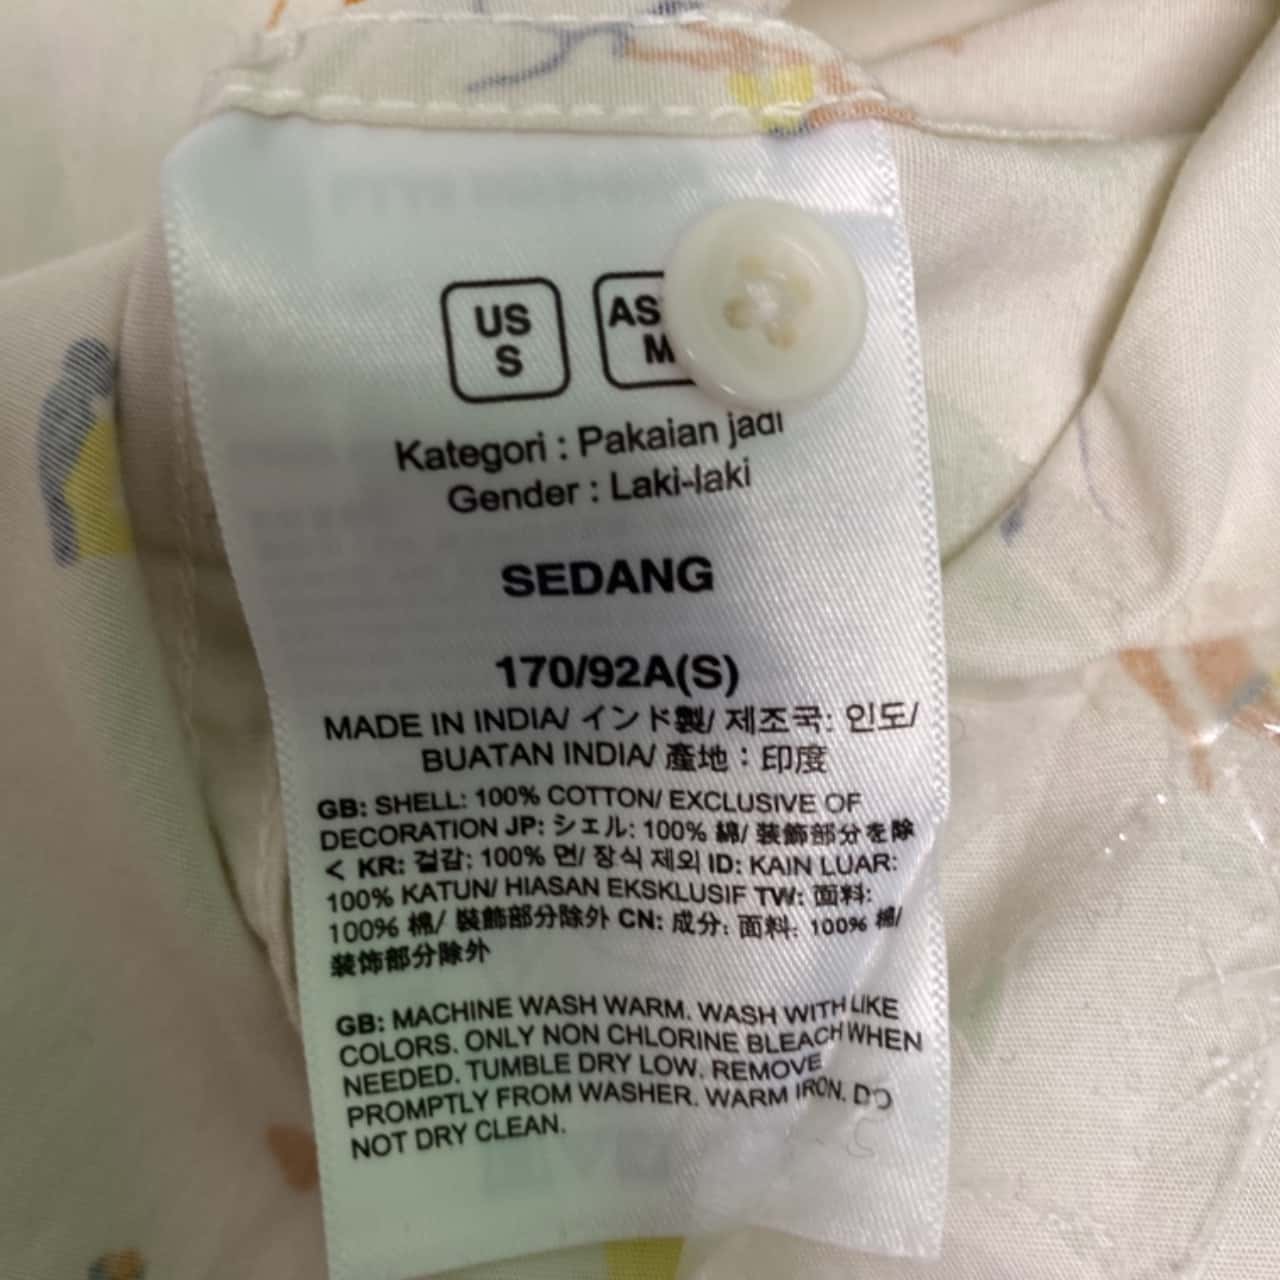 US
S
AS
M
Kategori : Pakaian jadi
Gender : Laki-laki
SEDANG
170/92A(S)
MADE IN INDIA/ インド製/ 제조국: 인도/
BUATAN INDIA/ 產地：印度
GB: SHELL: 100% COTTON/ EXCLUSIVE OF
DECORATION JP: シェル: 100% 綿/ 装飾部分を除
く KR: 겉감: 100% 면/ 장식 제외 ID: KAIN LUAR:
100% KATUN/ HIASAN EKSKLUSIF TW: 面料:
100% 棉/ 裝飾部分除外 CN: 成分: 面料: 100% 棉/
装饰部分除外
GB: MACHINE WASH WARM. WASH WITH LIKE
COLORS. ONLY NON CHLORINE BLEACH WHEN
NEEDED. TUMBLE DRY LOW. REMOVE
PROMPTLY FROM WASHER. WARM IRON. DO
NOT DRY CLEAN.